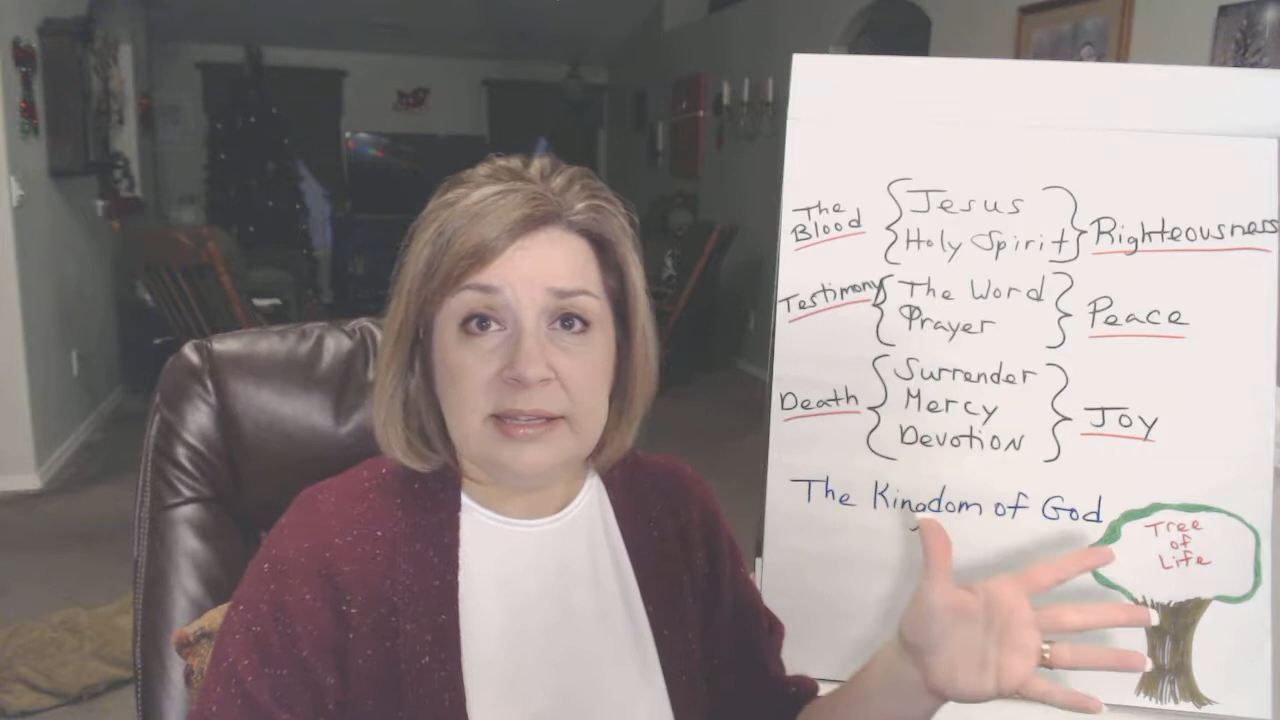 The Blood { Jesus Holy Spirit } Righteousness
Testimony { The Word Prayer } Peace
Death { Surrender Mercy Devotion } Joy
The Kingdom of God
Tree
of
Life